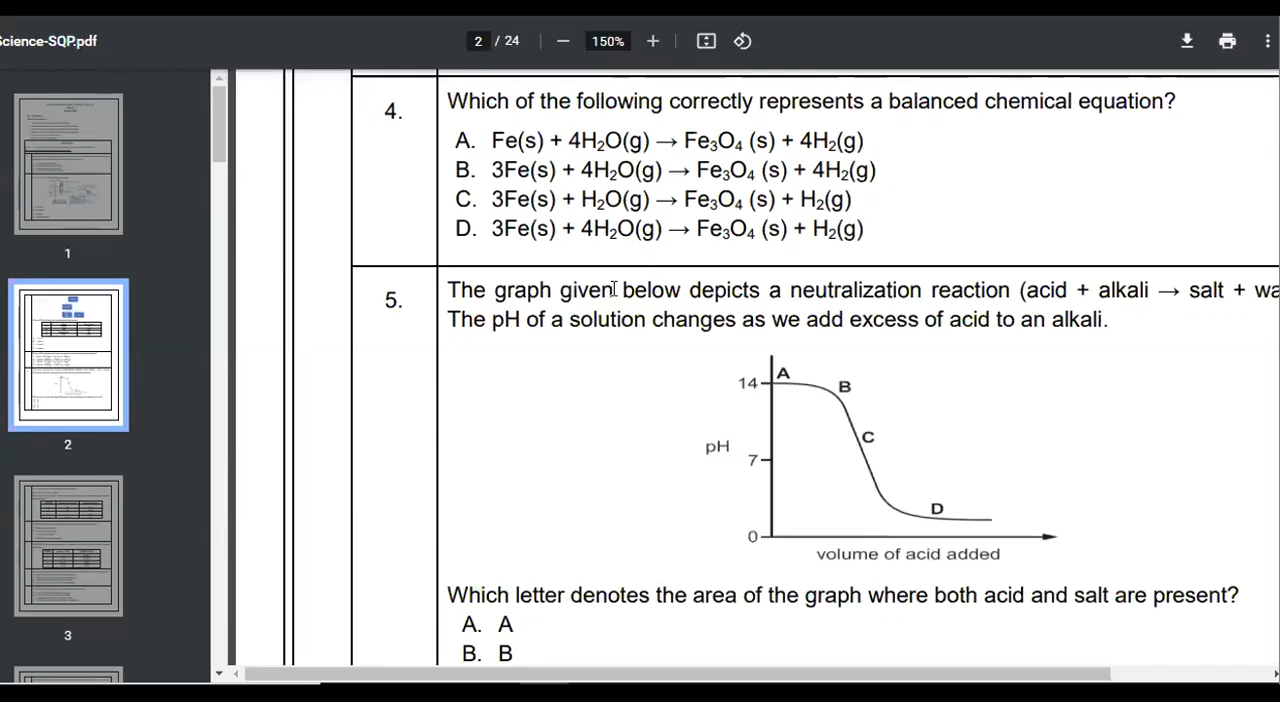 Science-SQP.pdf
2 / 24
150%
1
2
3
4.
Which of the following correctly represents a balanced chemical equation?
A. Fe(s) + 4H₂O(g) → Fe₃O₄ (s) + 4H₂(g)
B. 3Fe(s) + 4H₂O(g) → Fe₃O₄ (s) + 4H₂(g)
C. 3Fe(s) + H₂O(g) → Fe₃O₄ (s) + H₂(g)
D. 3Fe(s) + 4H₂O(g) → Fe₃O₄ (s) + H₂(g)
5.
The graph given below depicts a neutralization reaction (acid + alkali → salt + wa
The pH of a solution changes as we add excess of acid to an alkali.
14
A
B
C
pH
7
D
0
volume of acid added
Which letter denotes the area of the graph where both acid and salt are present?
A. A
B. B